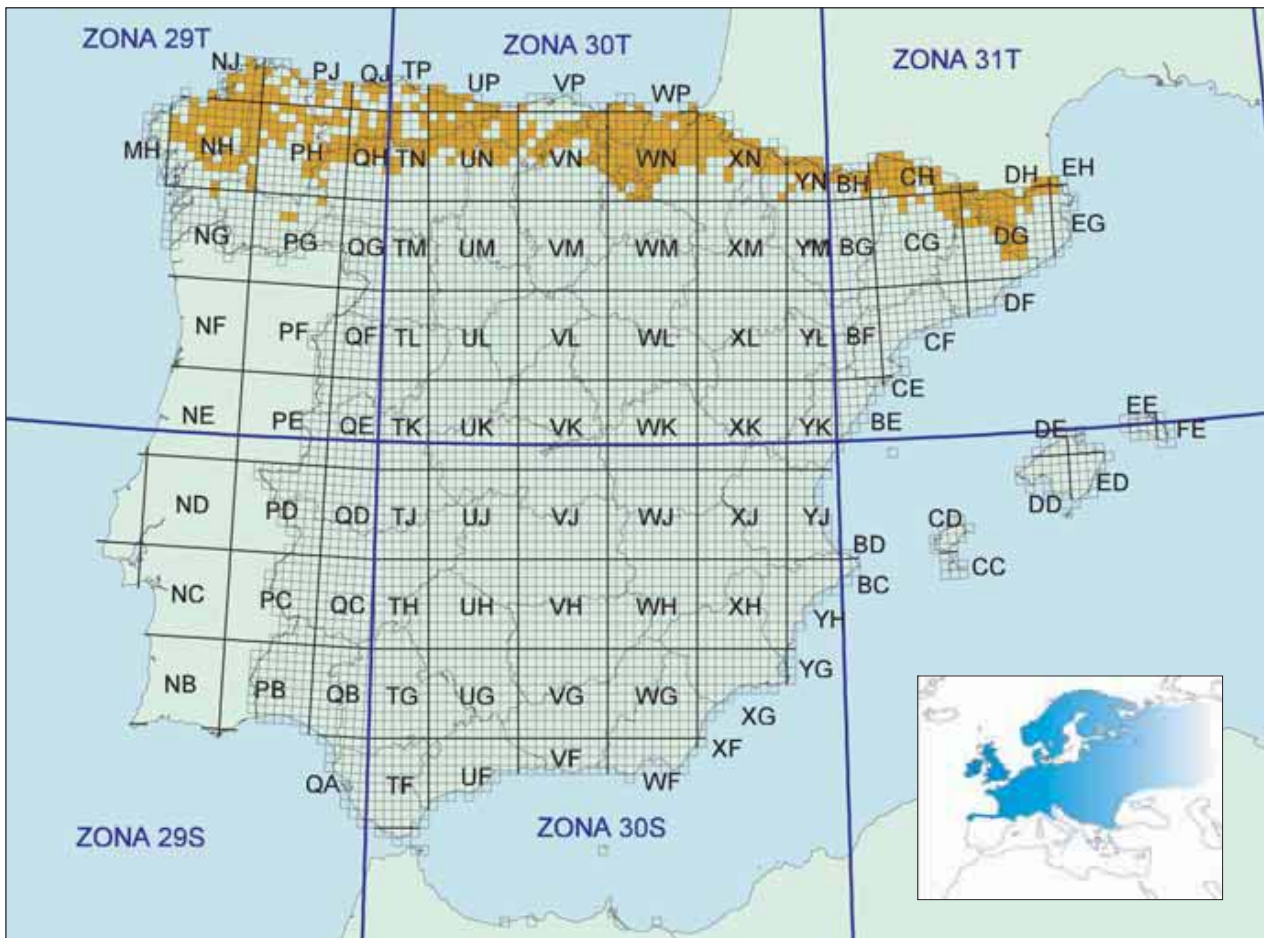 ZONA 29T
ZONA 30T
ZONA 31T
NJ PJ QJ TP UP VP WP
MH NH PH QH TN UN VN WN XN YN BH CH DH EH
NG PG QG TM UM VM WM XM YM BG CG DG EG
NF PF QF TL UL VL WL XL YL BF CF DF
NE PE QE TK UK VK WK XK YK BE CE DE EE FE
ND PD QD TJ UJ VJ WJ XJ YJ BD CD DD ED
NC PC QC TH UH VH WH XH YH BC CC
NB PB QB TG UG VG WG XG YG
QA TF UF VF WF XF
ZONA 29S
ZONA 30S